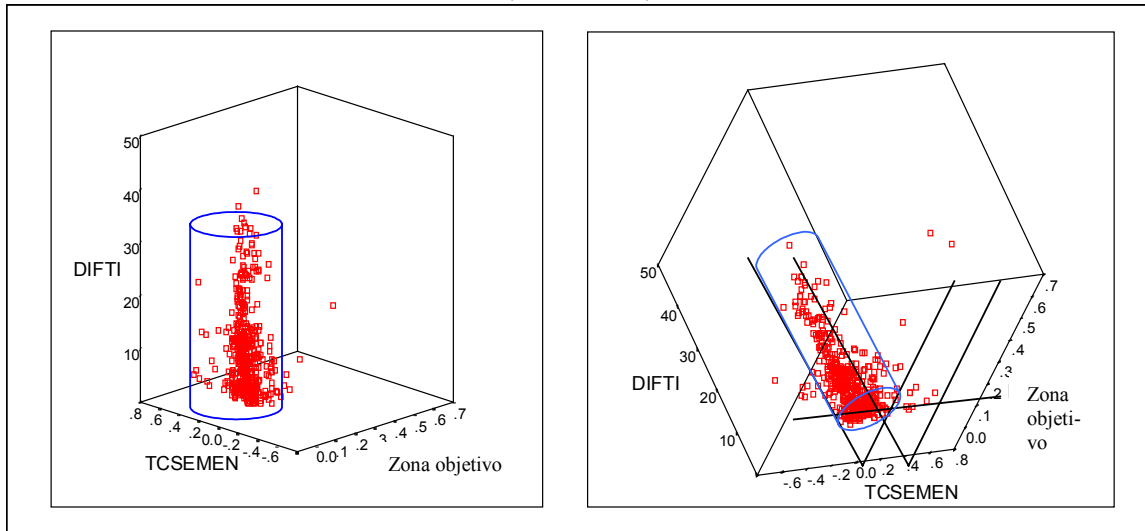 50
40
30
20
10
DIFTI
.8 .6 .4 .2 0.0 -.2 -.4 -.6
TCSEMEN
0.0 .1 .2 .3 .4 .5 .6 .7
Zona objetivo
50
40
30
20
10
DIFTI
-.6 -.4 -.2 0.0 .2 .4 .6 .8
TCSEMEN
.7
.6
.5
.4
.3
2
.1
0.0
Zona
objeti-
vo